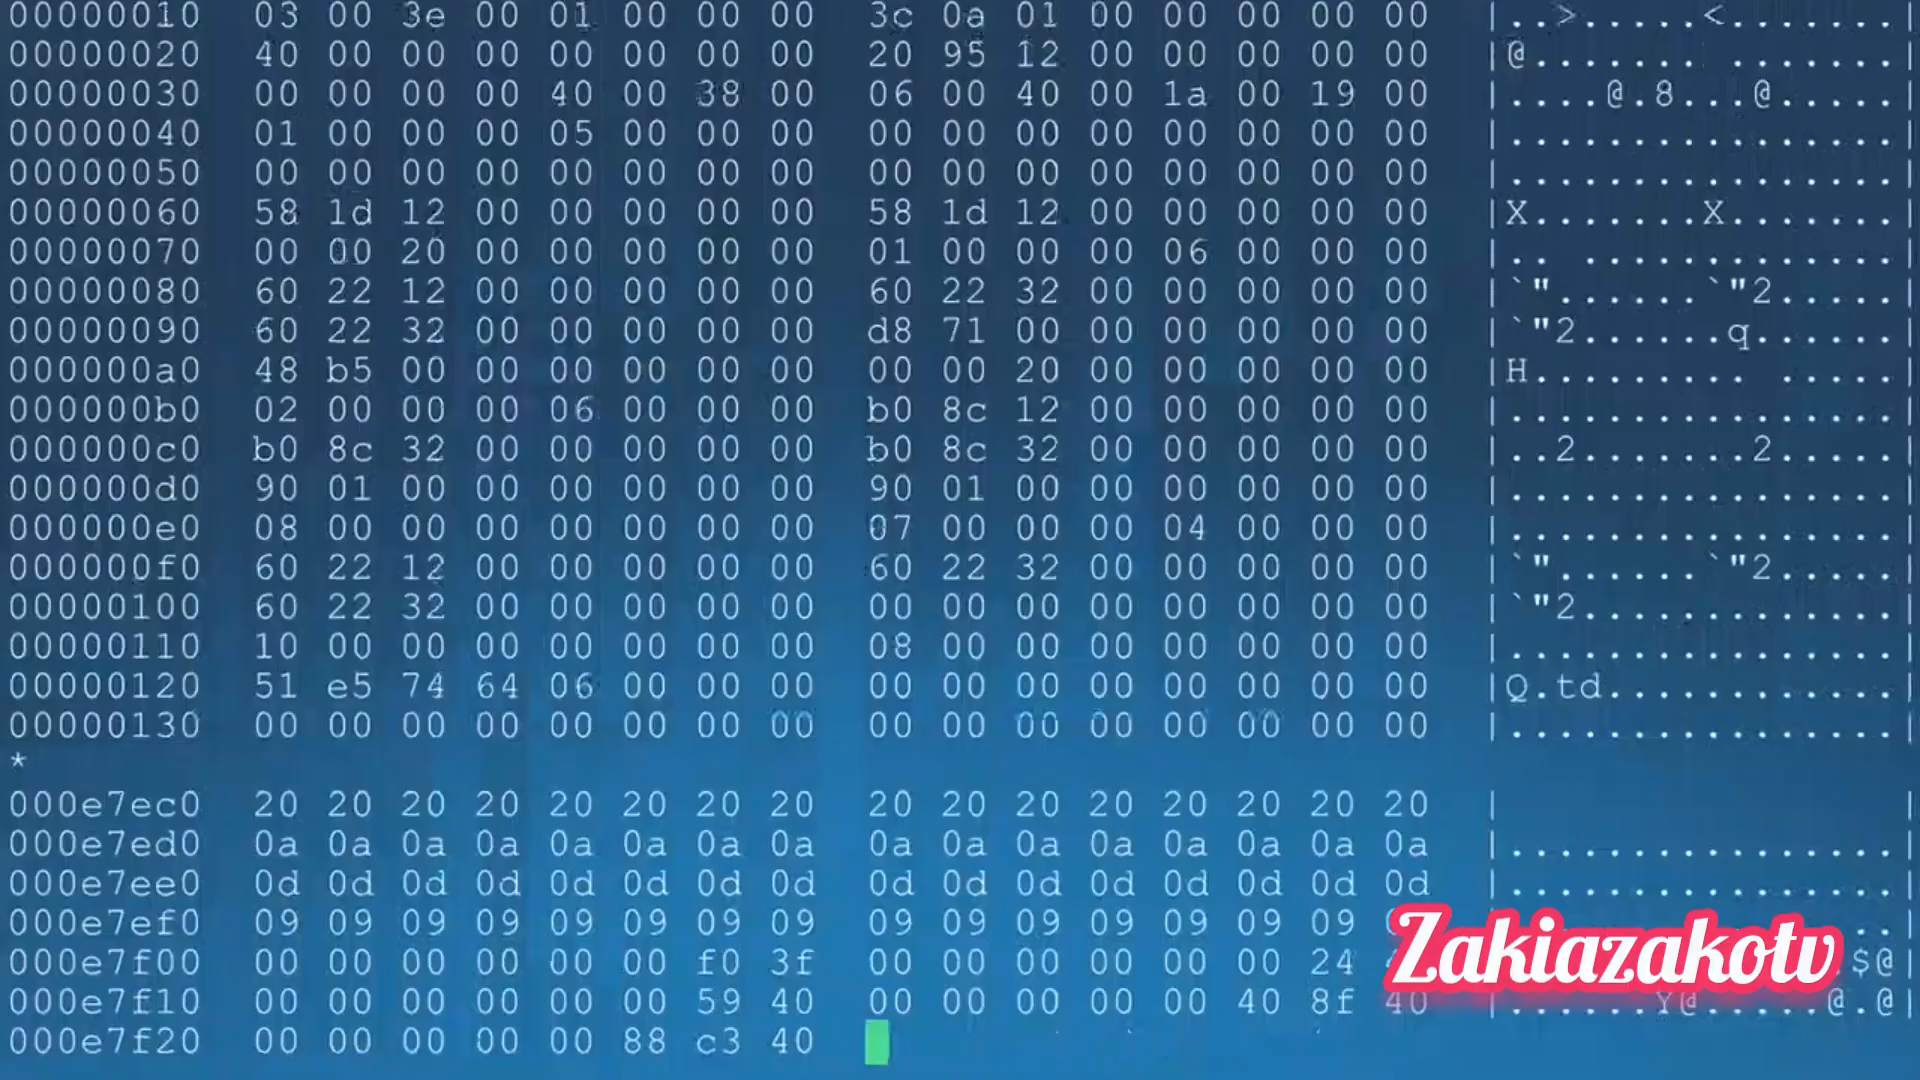 00000010 03 00 3e 00 01 00 00 00 3c 0a 01 00 00 00 00 00 |..>.....<.......|
00000020 40 00 00 00 00 00 00 00 20 95 12 00 00 00 00 00 |@....... .......|
00000030 00 00 00 00 40 00 38 00 06 00 40 00 1a 00 19 00 |....@.8...@.....|
00000040 01 00 00 00 05 00 00 00 00 00 00 00 00 00 00 00 |................|
00000050 00 00 00 00 00 00 00 00 00 00 00 00 00 00 00 00 |................|
00000060 58 1d 12 00 00 00 00 00 58 1d 12 00 00 00 00 00 |X.......X.......|
00000070 00 00 20 00 00 00 00 00 01 00 00 00 06 00 00 00 |.. .............|
00000080 60 22 12 00 00 00 00 00 60 22 32 00 00 00 00 00 |`"......`"2.....|
00000090 60 22 32 00 00 00 00 00 d8 71 00 00 00 00 00 00 |`"2......q......|
000000a0 48 b5 00 00 00 00 00 00 00 00 20 00 00 00 00 00 |H......... .....|
000000b0 02 00 00 00 06 00 00 00 b0 8c 12 00 00 00 00 00 |................|
000000c0 b0 8c 32 00 00 00 00 00 b0 8c 32 00 00 00 00 00 |..2.......2.....|
000000d0 90 01 00 00 00 00 00 00 90 01 00 00 00 00 00 00 |................|
000000e0 08 00 00 00 00 00 00 00 07 00 00 00 04 00 00 00 |................|
000000f0 60 22 12 00 00 00 00 00 60 22 32 00 00 00 00 00 |`"......`"2.....|
00000100 60 22 32 00 00 00 00 00 00 00 00 00 00 00 00 00 |`"2.............|
00000110 10 00 00 00 00 00 00 00 08 00 00 00 00 00 00 00 |................|
00000120 51 e5 74 64 06 00 00 00 00 00 00 00 00 00 00 00 |Q.td............|
00000130 00 00 00 00 00 00 00 00 00 00 00 00 00 00 00 00 |................|
*
000e7ec0 20 20 20 20 20 20 20 20 20 20 20 20 20 20 20 20 |                |
000e7ed0 0a 0a 0a 0a 0a 0a 0a 0a 0a 0a 0a 0a 0a 0a 0a 0a |................|
000e7ee0 0d 0d 0d 0d 0d 0d 0d 0d 0d 0d 0d 0d 0d 0d 0d 0d |................|
000e7ef0 09 09 09 09 09 09 09 09 09 09 09 09 09 09 09
000e7f00 00 00 00 00 00 00 f0 3f 00 00 00 00 00 00 24 $@|
000e7f10 00 00 00 00 00 00 59 40 00 00 00 00 00 40 8f 40 |......Y@.....@.@|
000e7f20 00 00 00 00 00 88 c3 40
Zakiazakotv